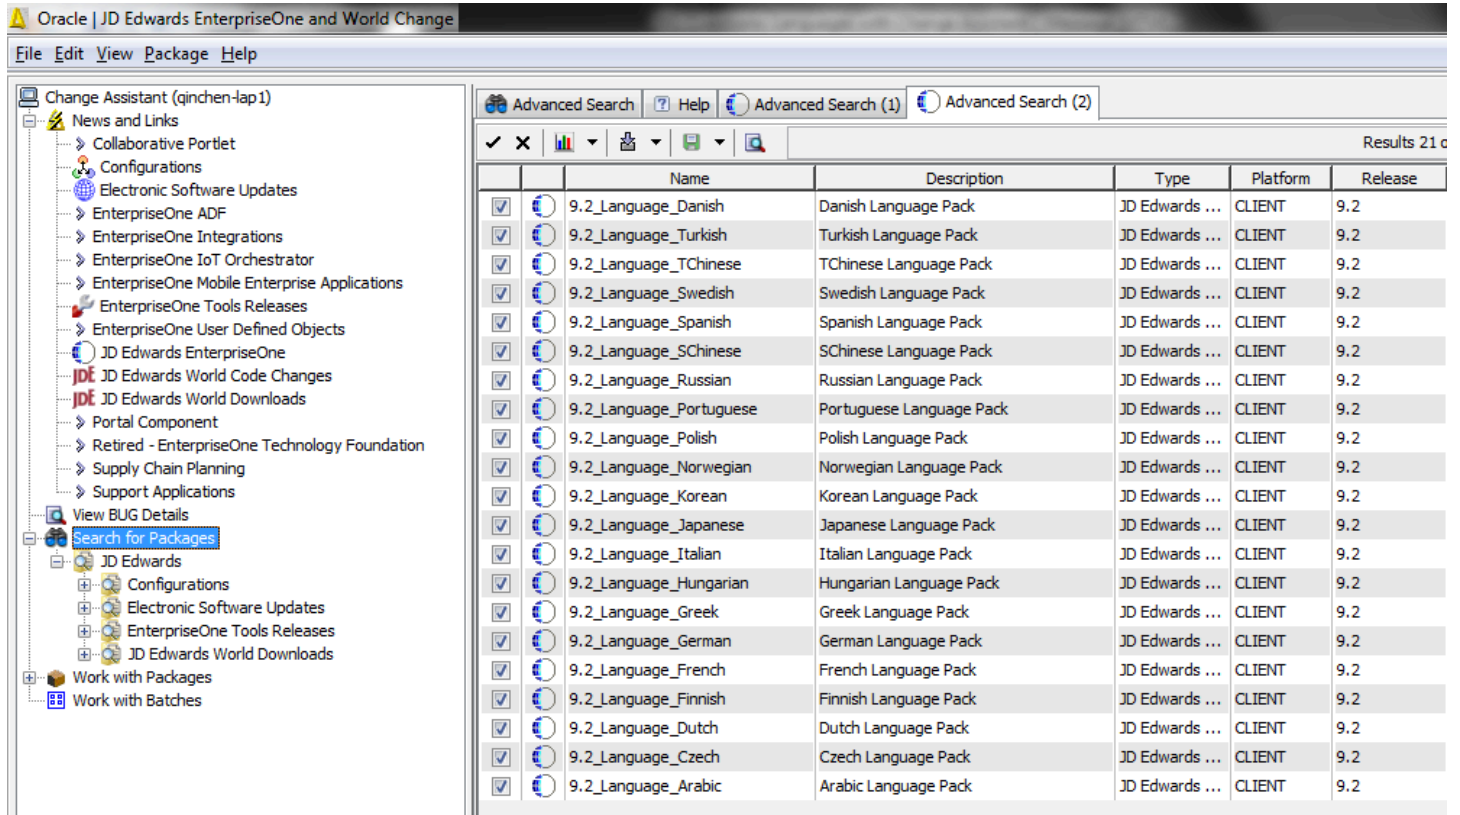 Oracle | JD Edwards EnterpriseOne and World Change
File Edit View Package Help
Change Assistant (qinchen-lap1)
News and Links
Collaborative Portlet
Configurations
Electronic Software Updates
EnterpriseOne ADF
EnterpriseOne Integrations
EnterpriseOne IoT Orchestrator
EnterpriseOne Mobile Enterprise Applications
EnterpriseOne Tools Releases
EnterpriseOne User Defined Objects
JD Edwards EnterpriseOne
JDE JD Edwards World Code Changes
JDE JD Edwards World Downloads
Portal Component
Retired - EnterpriseOne Technology Foundation
Supply Chain Planning
Support Applications
View BUG Details
Search for Packages
JD Edwards
Configurations
Electronic Software Updates
EnterpriseOne Tools Releases
JD Edwards World Downloads
Work with Packages
Work with Batches
Advanced Search ? Help Advanced Search (1) Advanced Search (2)
Results 21
Name Description Type Platform Release
9.2_Language_Danish Danish Language Pack JD Edwards ... CLIENT 9.2
9.2_Language_Turkish Turkish Language Pack JD Edwards ... CLIENT 9.2
9.2_Language_TChinese TChinese Language Pack JD Edwards ... CLIENT 9.2
9.2_Language_Swedish Swedish Language Pack JD Edwards ... CLIENT 9.2
9.2_Language_Spanish Spanish Language Pack JD Edwards ... CLIENT 9.2
9.2_Language_SChinese SChinese Language Pack JD Edwards ... CLIENT 9.2
9.2_Language_Russian Russian Language Pack JD Edwards ... CLIENT 9.2
9.2_Language_Portuguese Portuguese Language Pack JD Edwards ... CLIENT 9.2
9.2_Language_Polish Polish Language Pack JD Edwards ... CLIENT 9.2
9.2_Language_Norwegian Norwegian Language Pack JD Edwards ... CLIENT 9.2
9.2_Language_Korean Korean Language Pack JD Edwards ... CLIENT 9.2
9.2_Language_Japanese Japanese Language Pack JD Edwards ... CLIENT 9.2
9.2_Language_Italian Italian Language Pack JD Edwards ... CLIENT 9.2
9.2_Language_Hungarian Hungarian Language Pack JD Edwards ... CLIENT 9.2
9.2_Language_Greek Greek Language Pack JD Edwards ... CLIENT 9.2
9.2_Language_German German Language Pack JD Edwards ... CLIENT 9.2
9.2_Language_French French Language Pack JD Edwards ... CLIENT 9.2
9.2_Language_Finnish Finnish Language Pack JD Edwards ... CLIENT 9.2
9.2_Language_Dutch Dutch Language Pack JD Edwards ... CLIENT 9.2
9.2_Language_Czech Czech Language Pack JD Edwards ... CLIENT 9.2
9.2_Language_Arabic Arabic Language Pack JD Edwards ... CLIENT 9.2